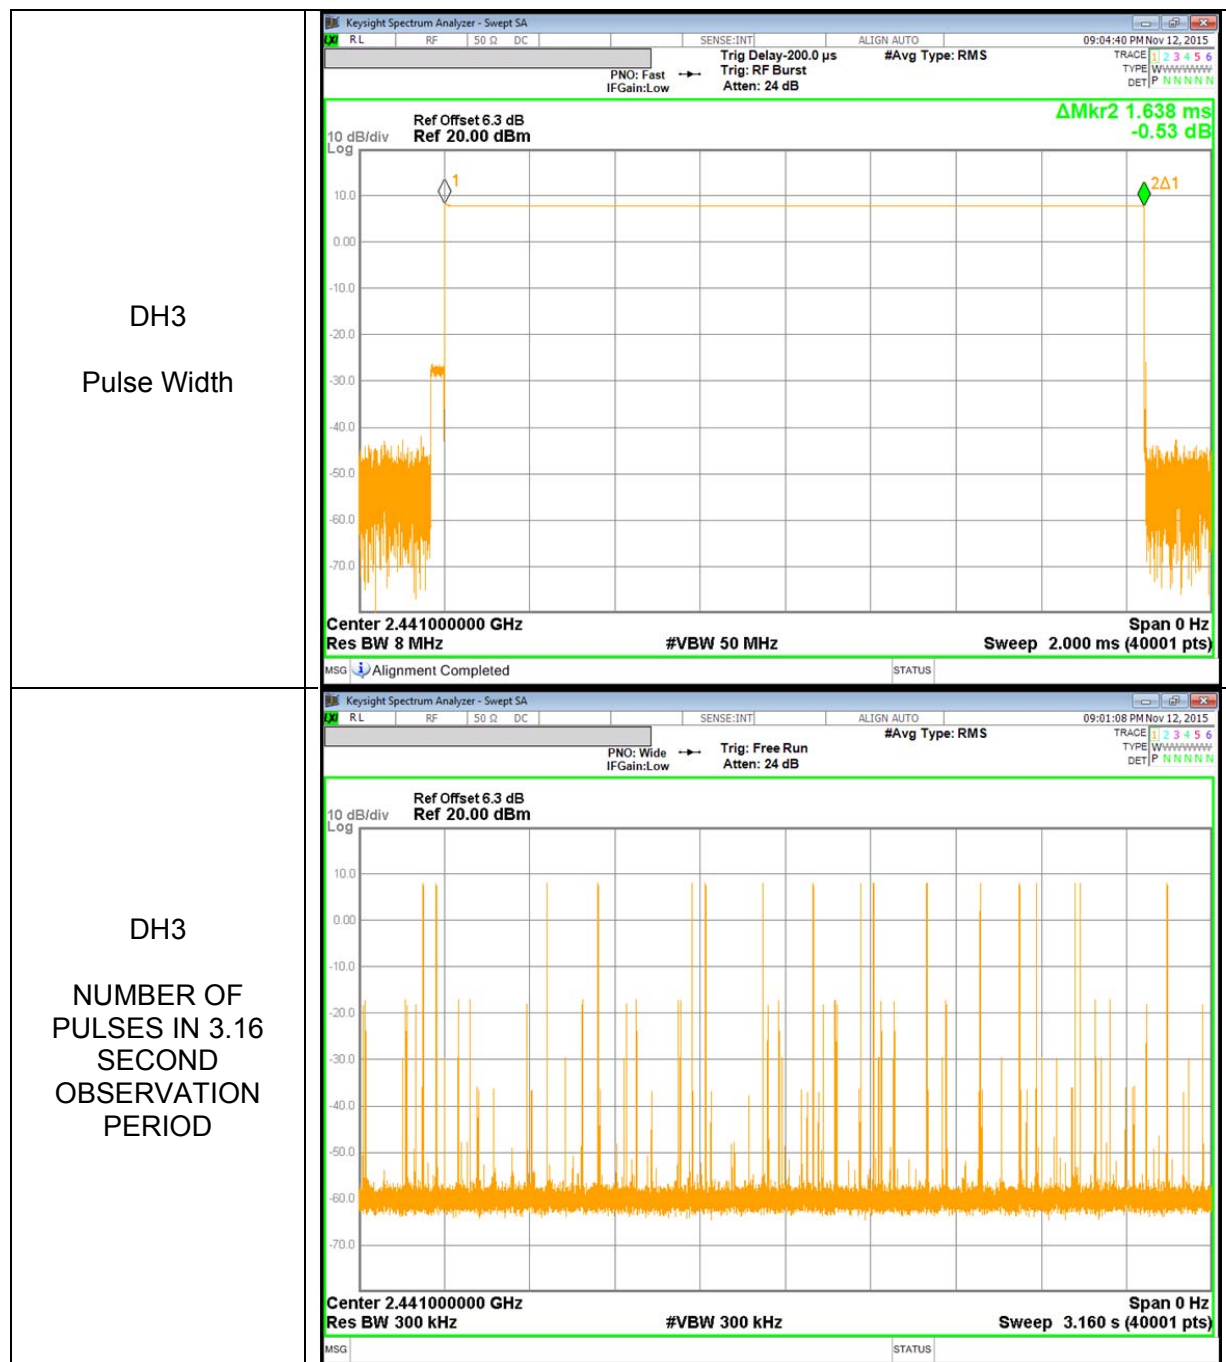 DH3
Pulse Width
Keysight Spectrum Analyzer - Swept SA
LXI RL RF 50 Ω DC SENSE:INT ALIGN AUTO 09:04:40 PM Nov 12, 2015
Trig Delay-200.0 µs #Avg Type: RMS TRACE 1 2 3 4 5 6
PNO: Fast Trig: RF Burst TYPE WWWWWWW
IFGain:Low Atten: 24 dB DET P N N N N N
ΔMkr2 1.638 ms
-0.53 dB
Ref Offset 6.3 dB
10 dB/div Ref 20.00 dBm
Log
1
2Δ1
10.0
0.00
-10.0
-20.0
-30.0
-40.0
-50.0
-60.0
-70.0
Center 2.441000000 GHz Span 0 Hz
Res BW 8 MHz #VBW 50 MHz Sweep 2.000 ms (40001 pts)
MSG Alignment Completed STATUS
DH3
NUMBER OF
PULSES IN 3.16
SECOND
OBSERVATION
PERIOD
Keysight Spectrum Analyzer - Swept SA
LXI RL RF 50 Ω DC SENSE:INT ALIGN AUTO 09:01:08 PM Nov 12, 2015
#Avg Type: RMS TRACE 1 2 3 4 5 6
PNO: Wide Trig: Free Run TYPE WWWWWWW
IFGain:Low Atten: 24 dB DET P N N N N N
Ref Offset 6.3 dB
10 dB/div Ref 20.00 dBm
Log
10.0
0.00
-10.0
-20.0
-30.0
-40.0
-50.0
-60.0
-70.0
Center 2.441000000 GHz Span 0 Hz
Res BW 300 kHz #VBW 300 kHz Sweep 3.160 s (40001 pts)
MSG STATUS